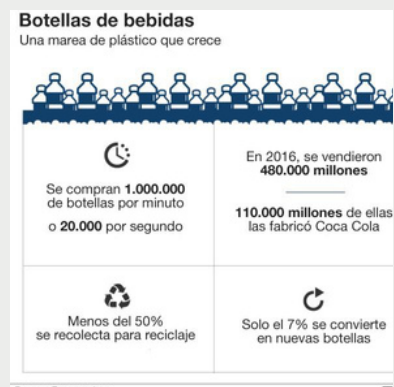 Botellas de bebidas
Una marea de plástico que crece
Se compran 1.000.000
de botellas por minuto
o 20.000 por segundo
En 2016, se vendieron
480.000 millones
110.000 millones de ellas
las fabricó Coca Cola
Menos del 50%
se recolecta para reciclaje
Solo el 7% se convierte
en nuevas botellas